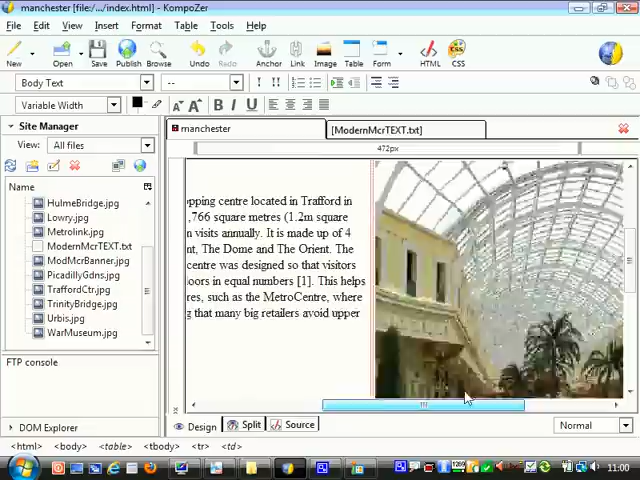 manchester [file:/.../index.html] - KompoZer
File Edit View Insert Format Table Tools Help
New Open Save Publish Browse Undo Redo Anchor Link Image Table Form HTML CSS
Body Text --
Variable Width B I U
Site Manager
manchester [ModernMcrTEXT.txt]
View: All files
472px
Name
HulmeBridge.jpg
Lowry.jpg
Metrolink.jpg
ModernMcrTEXT.txt
ModMcrBanner.jpg
PicadillyGdns.jpg
TraffordCtr.jpg
TrinityBridge.jpg
Urbis.jpg
WarMuseum.jpg
opping centre located in Trafford in
,766 square metres (1.2m square
n visits annually. It is made up of 4
nt, The Dome and The Orient. The
centre was designed so that visitors
oors in equal numbers [1]. This helps
res, such as the MetroCentre, where
g that many big retailers avoid upper
FTP console
DOM Explorer
Design Split Source Normal
<html> <body> <table> <tbody> <tr> <td>
11:00